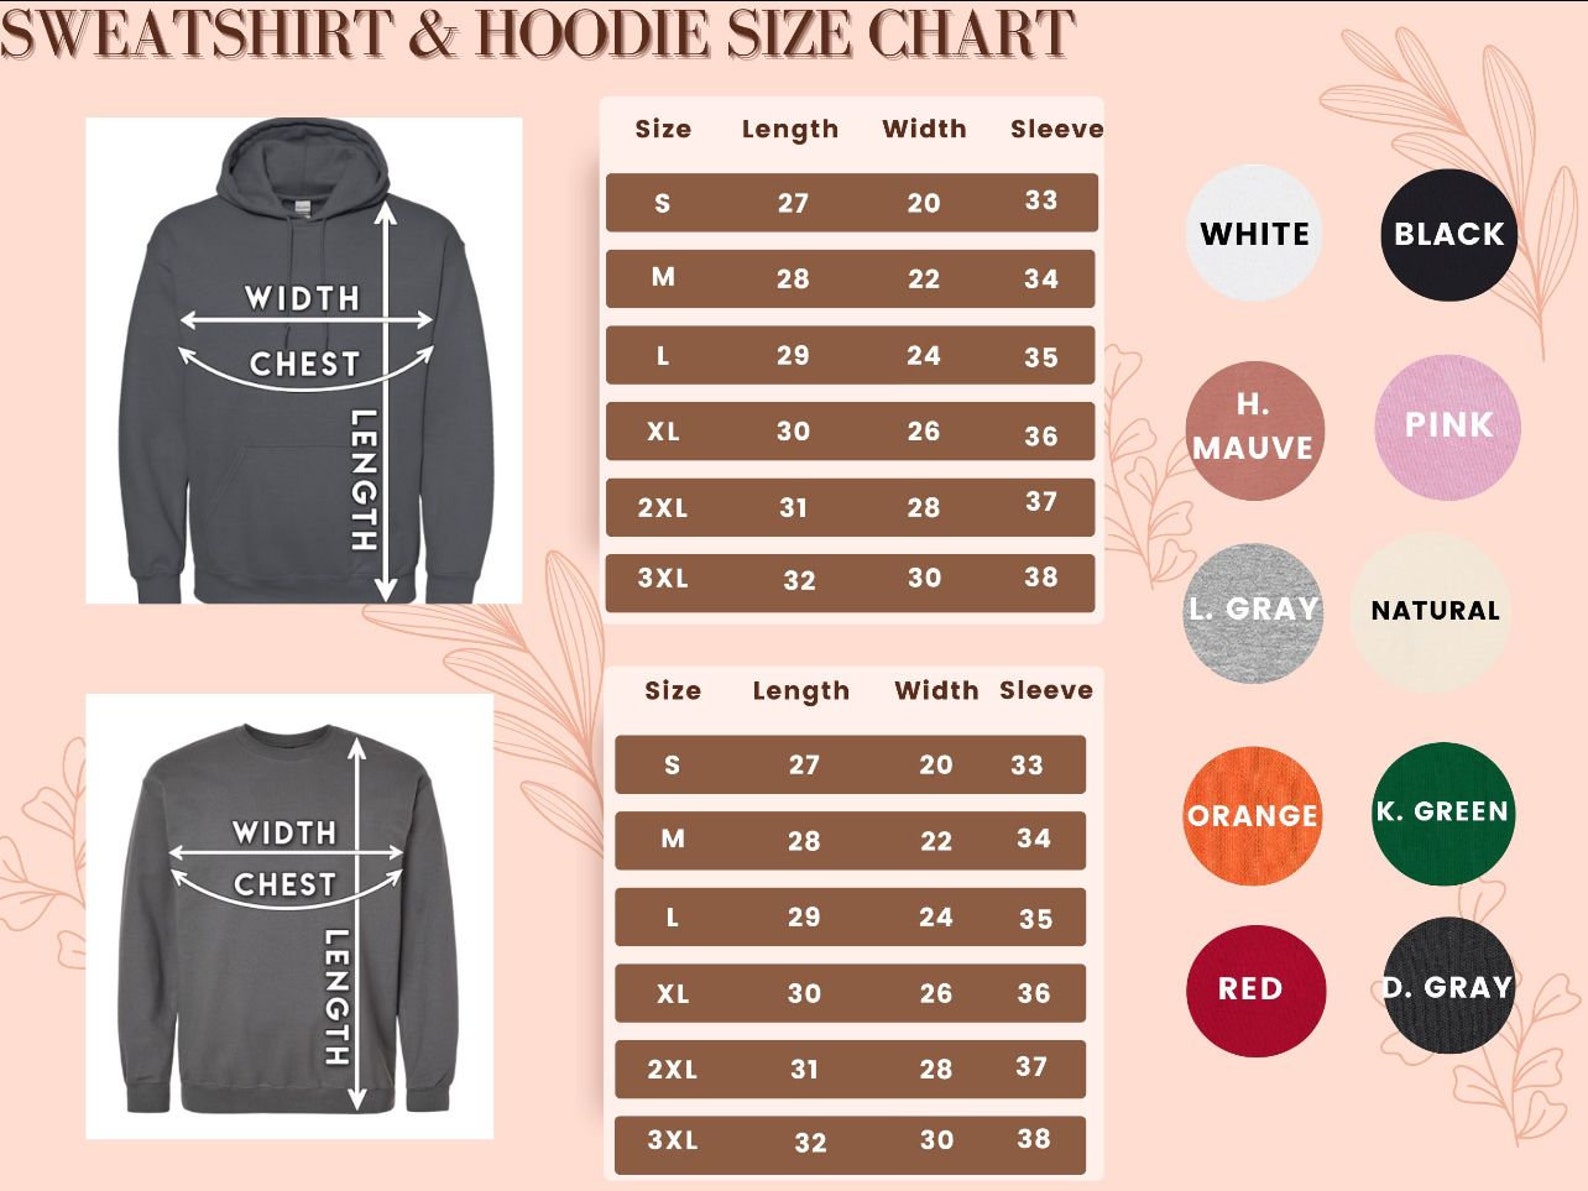 SWEATSHIRT & HOODIE SIZE CHART
WIDTH
CHEST
LENGTH
Size Length Width Sleeve
S 27 20 33
M 28 22 34
L 29 24 35
XL 30 26 36
2XL 31 28 37
3XL 32 30 38
WIDTH
CHEST
LENGTH
Size Length Width Sleeve
S 27 20 33
M 28 22 34
L 29 24 35
XL 30 26 36
2XL 31 28 37
3XL 32 30 38
WHITE
BLACK
H.
MAUVE
PINK
L. GRAY
NATURAL
ORANGE
K. GREEN
RED
D. GRAY